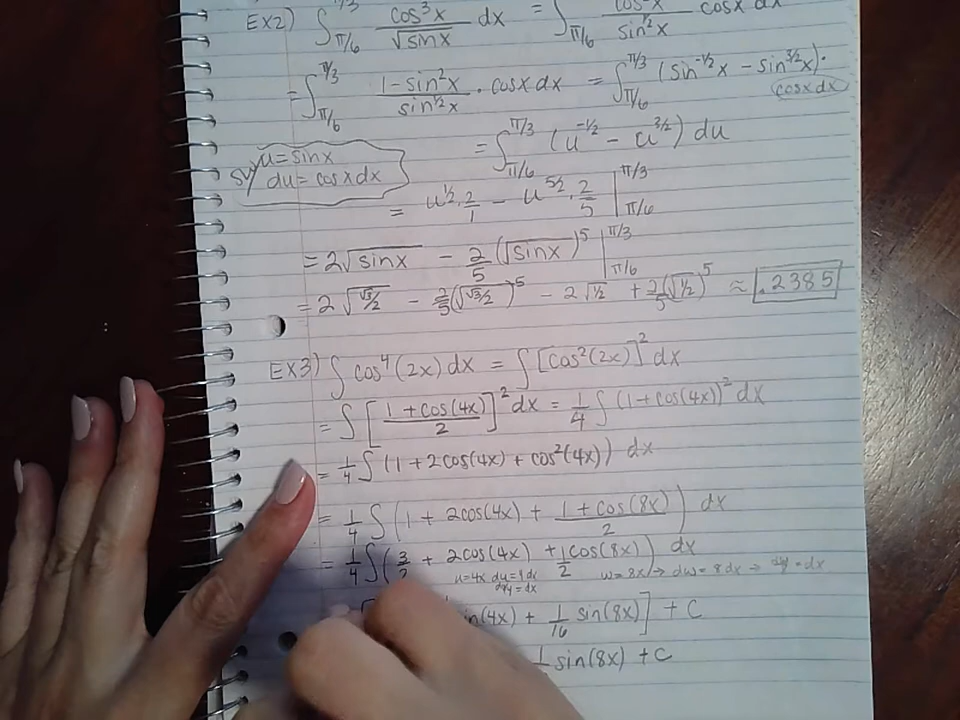 EX2) ∫_{π/6}^{π/3} cos³x/√sinx dx = ∫_{π/6} /sin^{1/2}x cosx dx
= ∫_{π/6}^{π/3} (1-sin²x)/(sin^{1/2}x) · cosx dx = ∫_{π/6}^{π/3} (sin^{-1/2}x - sin^{3/2}x)· cosx dx
= ∫_{π/6}^{π/3} (u^{-1/2} - u^{3/2}) du
u = sinx
du = cosx dx
= u^{1/2}·2/1 - u^{5/2}·2/5 |_{π/6}^{π/3}
= 2√sinx - 2/5(√sinx)^5 |_{π/6}^{π/3}
= 2√(√3/2) - 2/5(√(√3/2))^5 - 2√(1/2) + 2/5(√(1/2))^5 ≈ .2385
EX3) ∫ cos⁴(2x) dx = ∫ [cos²(2x)]² dx
= ∫ [(1+cos(4x))/2]² dx = 1/4 ∫ (1+cos(4x))² dx
= 1/4 ∫ (1 + 2cos(4x) + cos²(4x)) dx
= 1/4 ∫ (1 + 2cos(4x) + (1 + cos(8x))/2) dx
= 1/4 ∫ (3/2 + 2cos(4x) + 1/2 cos(8x)) dx
u=4x du=4dx du/4=dx w=8x → dw=8dx → dw/8=dx
sin(4x) + 1/16 sin(8x)] + C
sin(8x) + C